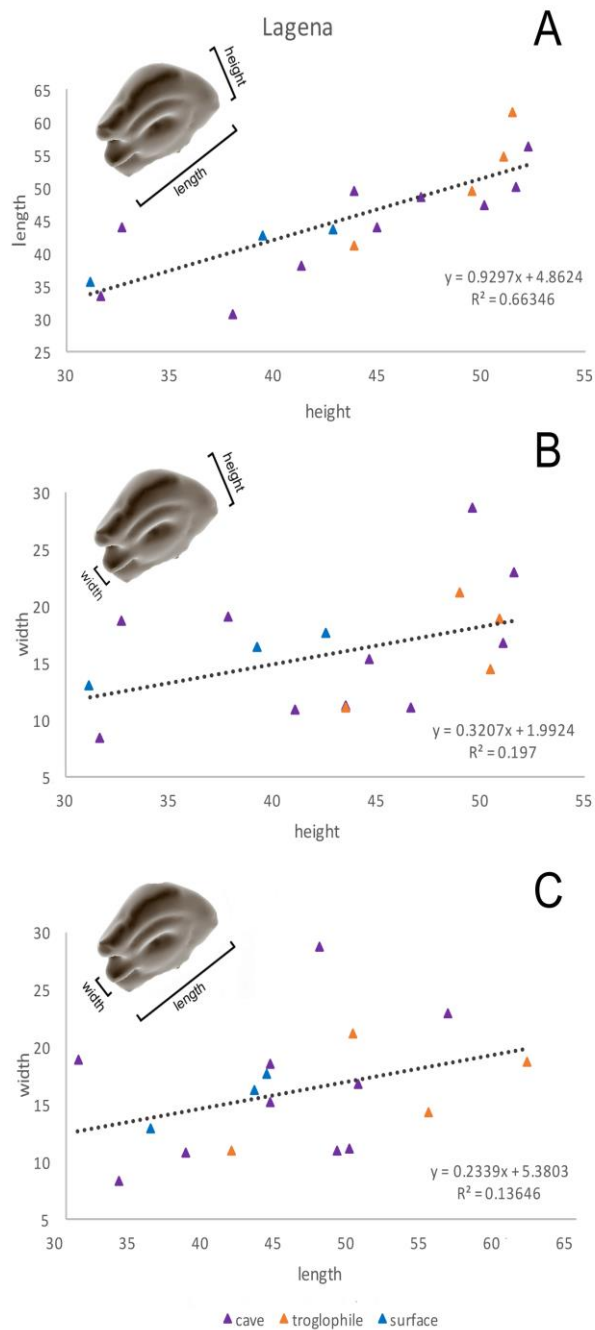 Lagena
A
height
length
65
60
55
50
45
40
35
30
25
length
y = 0.9297x + 4.8624
R² = 0.66346
30 35 40 45 50 55
height
B
height
width
30
25
20
15
10
5
width
y = 0.3207x + 1.9924
R² = 0.197
30 35 40 45 50 55
height
C
width
length
30
25
20
15
10
5
width
y = 0.2339x + 5.3803
R² = 0.13646
30 35 40 45 50 55 60 65
length
cave troglophile surface